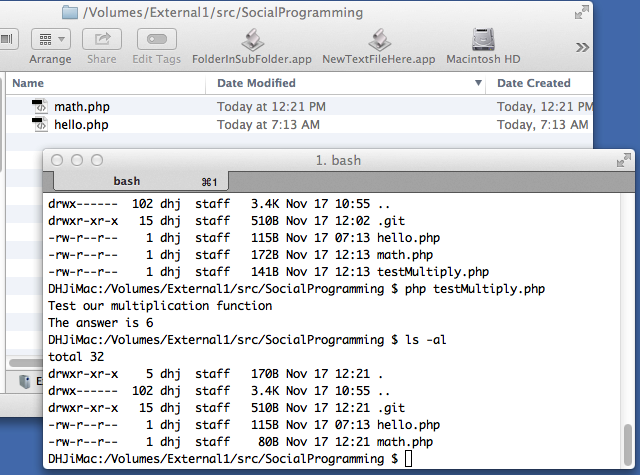 /Volumes/External1/src/SocialProgramming
Arrange Share Edit Tags FolderInSubFolder.app NewTextFileHere.app Macintosh HD »
Name Date Modified Date Created
math.php Today at 12:21 PM Today, 12:21 PM
hello.php Today at 7:13 AM Today, 7:13 AM
1. bash
bash ⌘1
drwx------ 102 dhj staff 3.4K Nov 17 10:55 ..
drwxr-xr-x 15 dhj staff 510B Nov 17 12:02 .git
-rw-r--r-- 1 dhj staff 115B Nov 17 07:13 hello.php
-rw-r--r-- 1 dhj staff 172B Nov 17 12:13 math.php
-rw-r--r-- 1 dhj staff 141B Nov 17 12:13 testMultiply.php
DHJiMac:/Volumes/External1/src/SocialProgramming $ php testMultiply.php
Test our multiplication function
The answer is 6
DHJiMac:/Volumes/External1/src/SocialProgramming $ ls -al
total 32
drwxr-xr-x 5 dhj staff 170B Nov 17 12:21 .
drwx------ 102 dhj staff 3.4K Nov 17 10:55 ..
drwxr-xr-x 15 dhj staff 510B Nov 17 12:21 .git
-rw-r--r-- 1 dhj staff 115B Nov 17 07:13 hello.php
-rw-r--r-- 1 dhj staff 80B Nov 17 12:21 math.php
DHJiMac:/Volumes/External1/src/SocialProgramming $